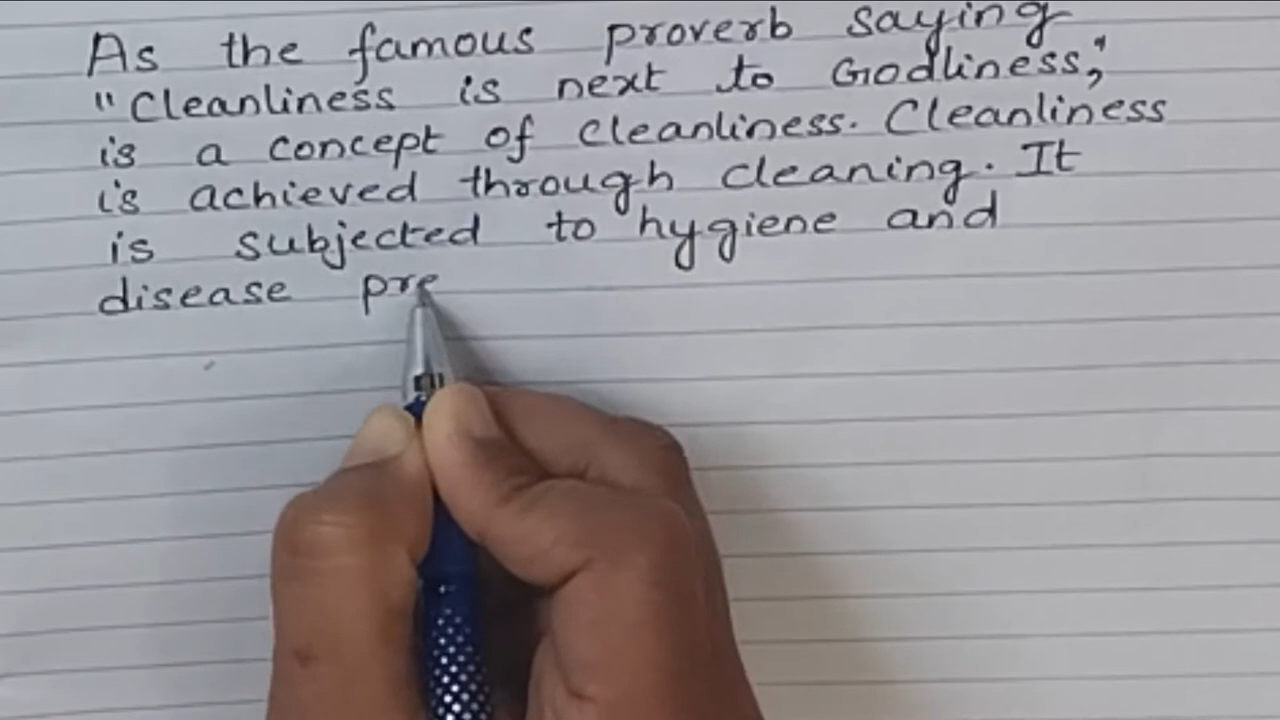 As the famous proverb saying
"Cleanliness is next to Godliness,"
is a concept of cleanliness. Cleanliness
is achieved through cleaning. It
is subjected to hygiene and
disease pre